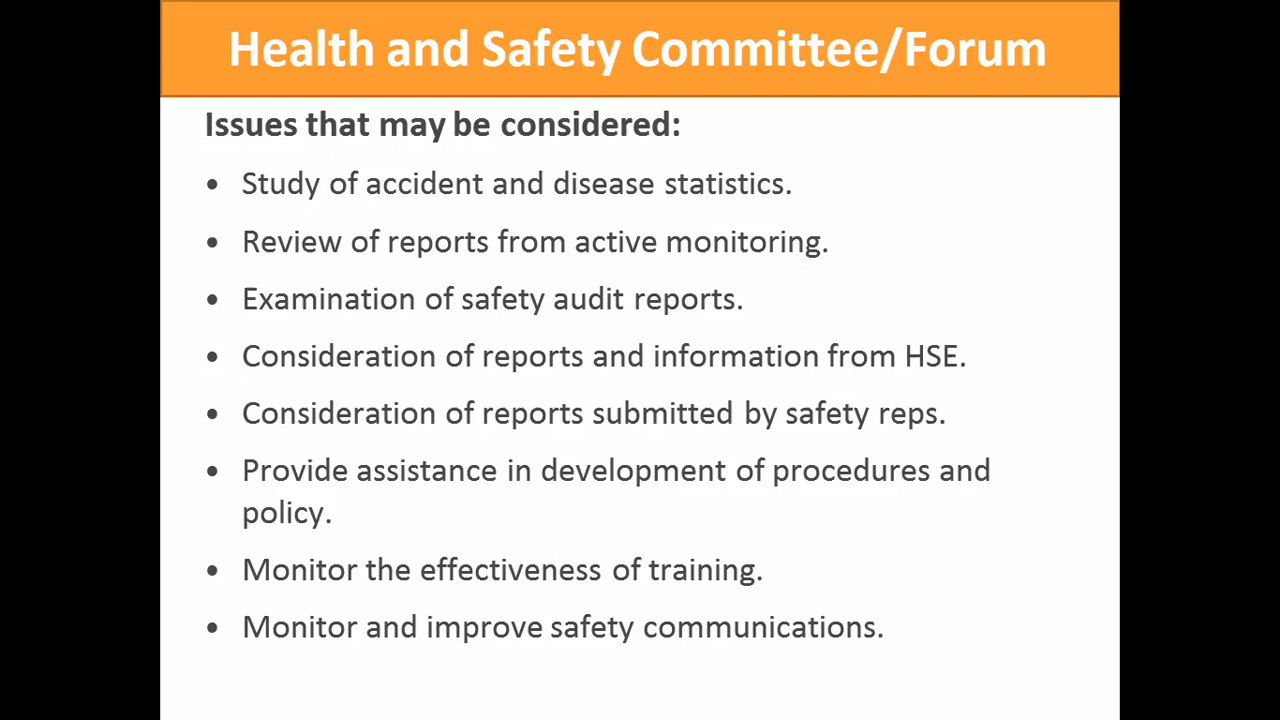 Health and Safety Committee/Forum
Issues that may be considered:
• Study of accident and disease statistics.
• Review of reports from active monitoring.
• Examination of safety audit reports.
• Consideration of reports and information from HSE.
• Consideration of reports submitted by safety reps.
• Provide assistance in development of procedures and
policy.
• Monitor the effectiveness of training.
• Monitor and improve safety communications.